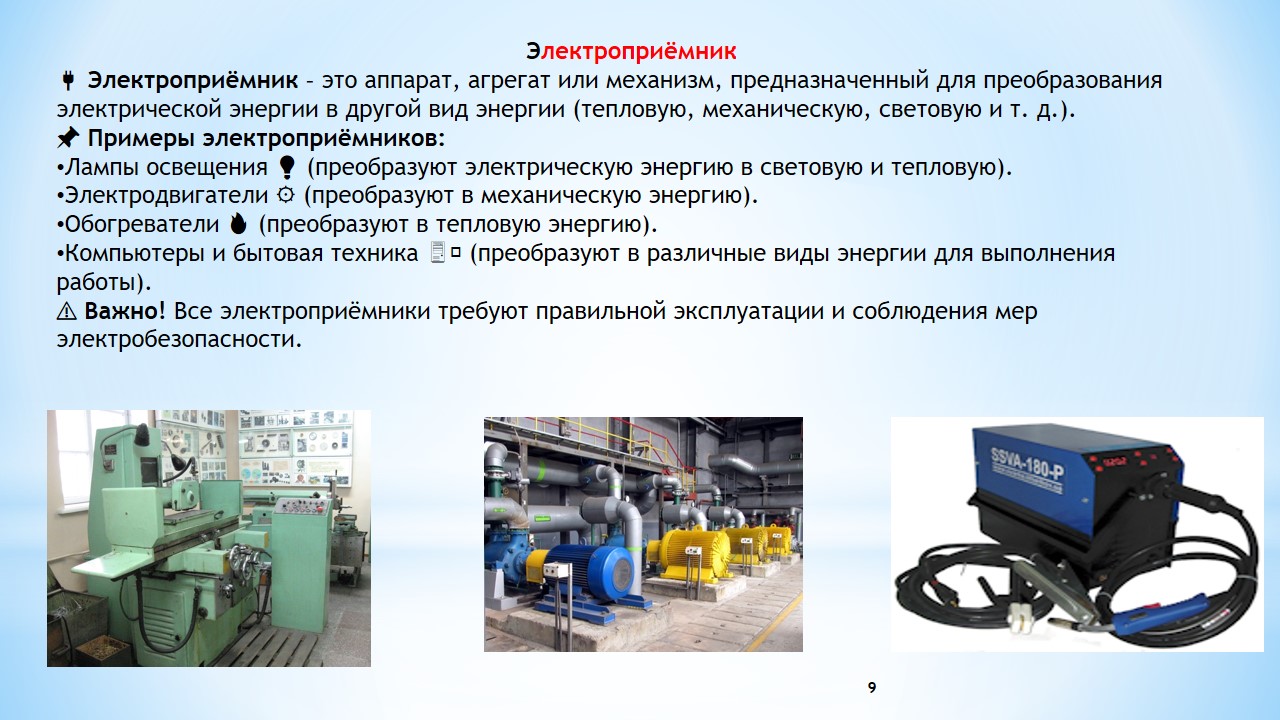 Электроприёмник
🔌 Электроприёмник – это аппарат, агрегат или механизм, предназначенный для преобразования
электрической энергии в другой вид энергии (тепловую, механическую, световую и т. д.).
📌 Примеры электроприёмников:
•Лампы освещения 💡 (преобразуют электрическую энергию в световую и тепловую).
•Электродвигатели ⚙ (преобразуют в механическую энергию).
•Обогреватели 🔥 (преобразуют в тепловую энергию).
•Компьютеры и бытовая техника 🖥️ (преобразуют в различные виды энергии для выполнения
работы).
⚠ Важно! Все электроприёмники требуют правильной эксплуатации и соблюдения мер
электробезопасности.
SSVA-180-P
9